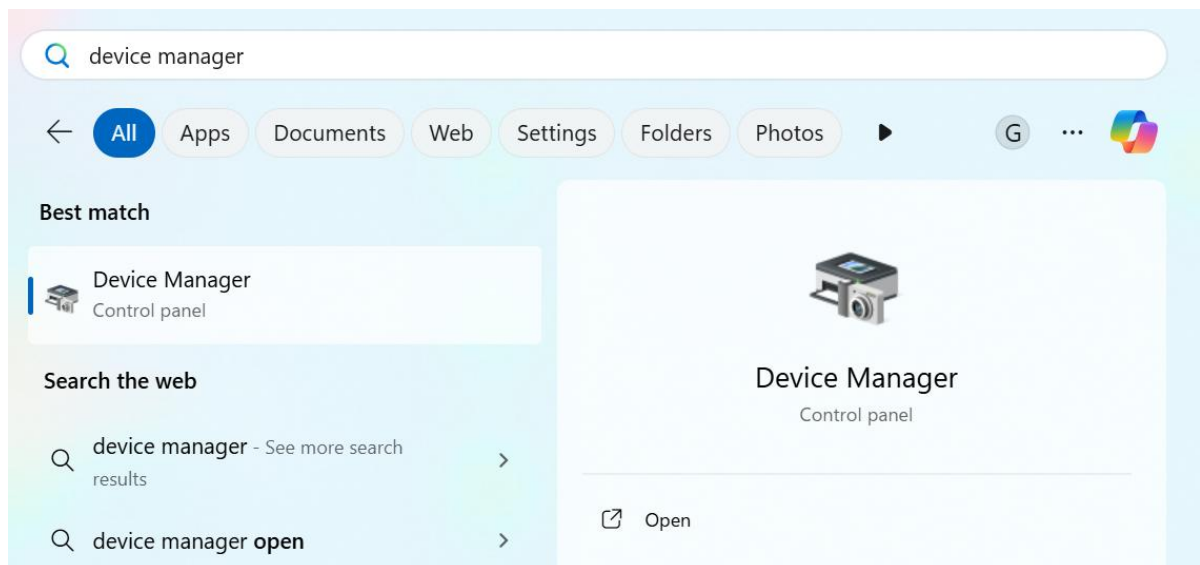 device manager
All Apps Documents Web Settings Folders Photos G
Best match
Device Manager
Control panel
Search the web
device manager - See more search
results
device manager open
Device Manager
Control panel
Open